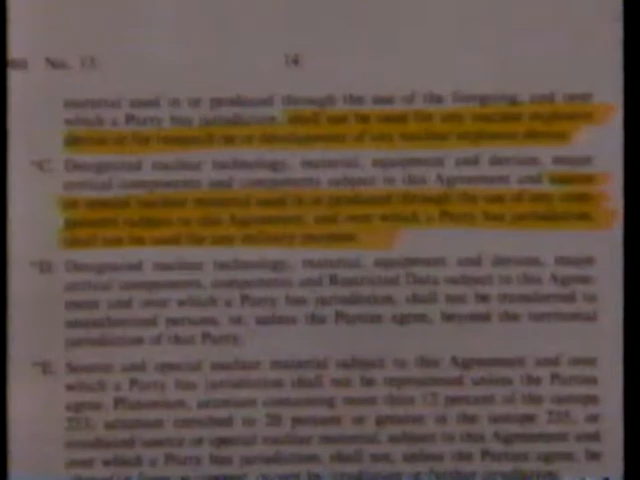 No. 13 14
material used in or produced through the use of the foregoing, and over
which a Party has jurisdiction, shall not be used for any nuclear explosive
device or for research on or development of any nuclear explosive device.
"C. Designated nuclear technology, material, equipment and devices, major
critical components and components subject to this Agreement and source
or special nuclear material used in or produced through the use of any
subject to this Agreement, and over which a Party has jurisdiction,
shall not be used for any military purpose.
"D. Designated nuclear technology, material, equipment and devices, major
critical components, components and Restricted Data subject to this Agree-
ment and over which a Party has jurisdiction, shall not be transferred to
unauthorized persons, or, unless the Parties agree, beyond the territorial
jurisdiction of that Party.
"E. Source and special nuclear material subject to this Agreement and over
which a Party has jurisdiction shall not be reprocessed unless the Parties
agree. Plutonium, uranium containing more than 12 percent of the isotope
233, uranium enriched to 20 percent or greater in the isotope 235, or
irradiated source or special nuclear material, subject to this Agreement and
over which a Party has jurisdiction, shall not, unless the Parties agree, be